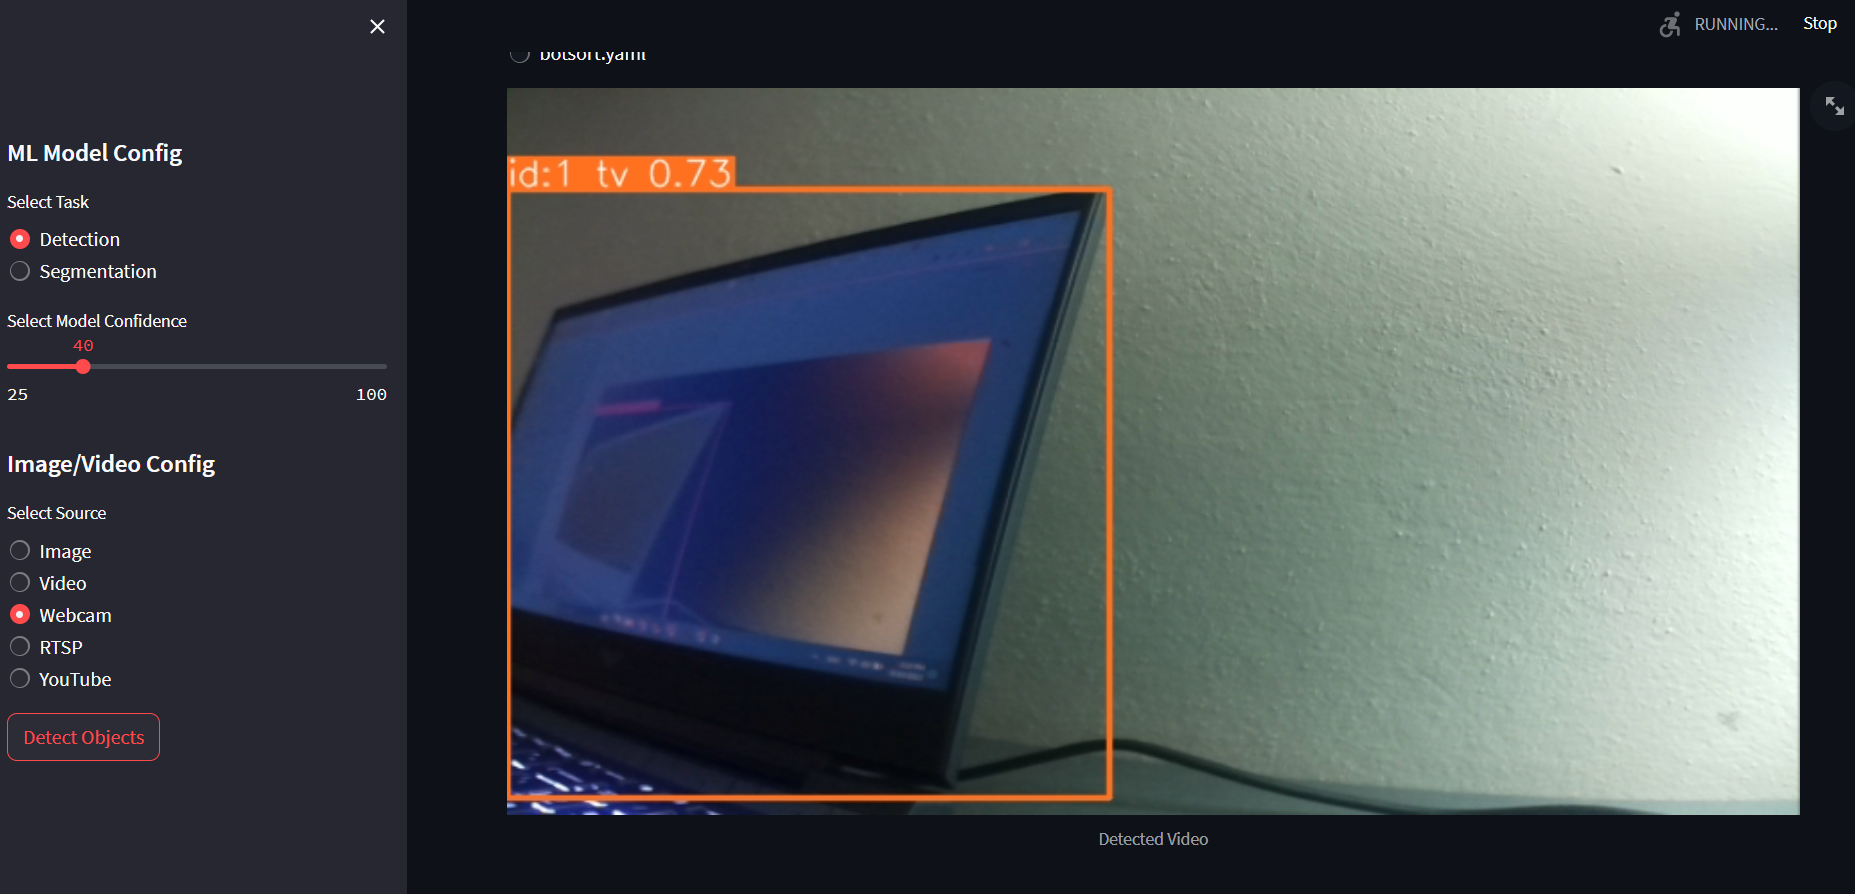 ML Model Config
Select Task
Detection
Segmentation
Select Model Confidence
40
25 100
Image/Video Config
Select Source
Image
Video
Webcam
RTSP
YouTube
Detect Objects
RUNNING... Stop
botsort.yaml
id:1 tv 0.73
Detected Video